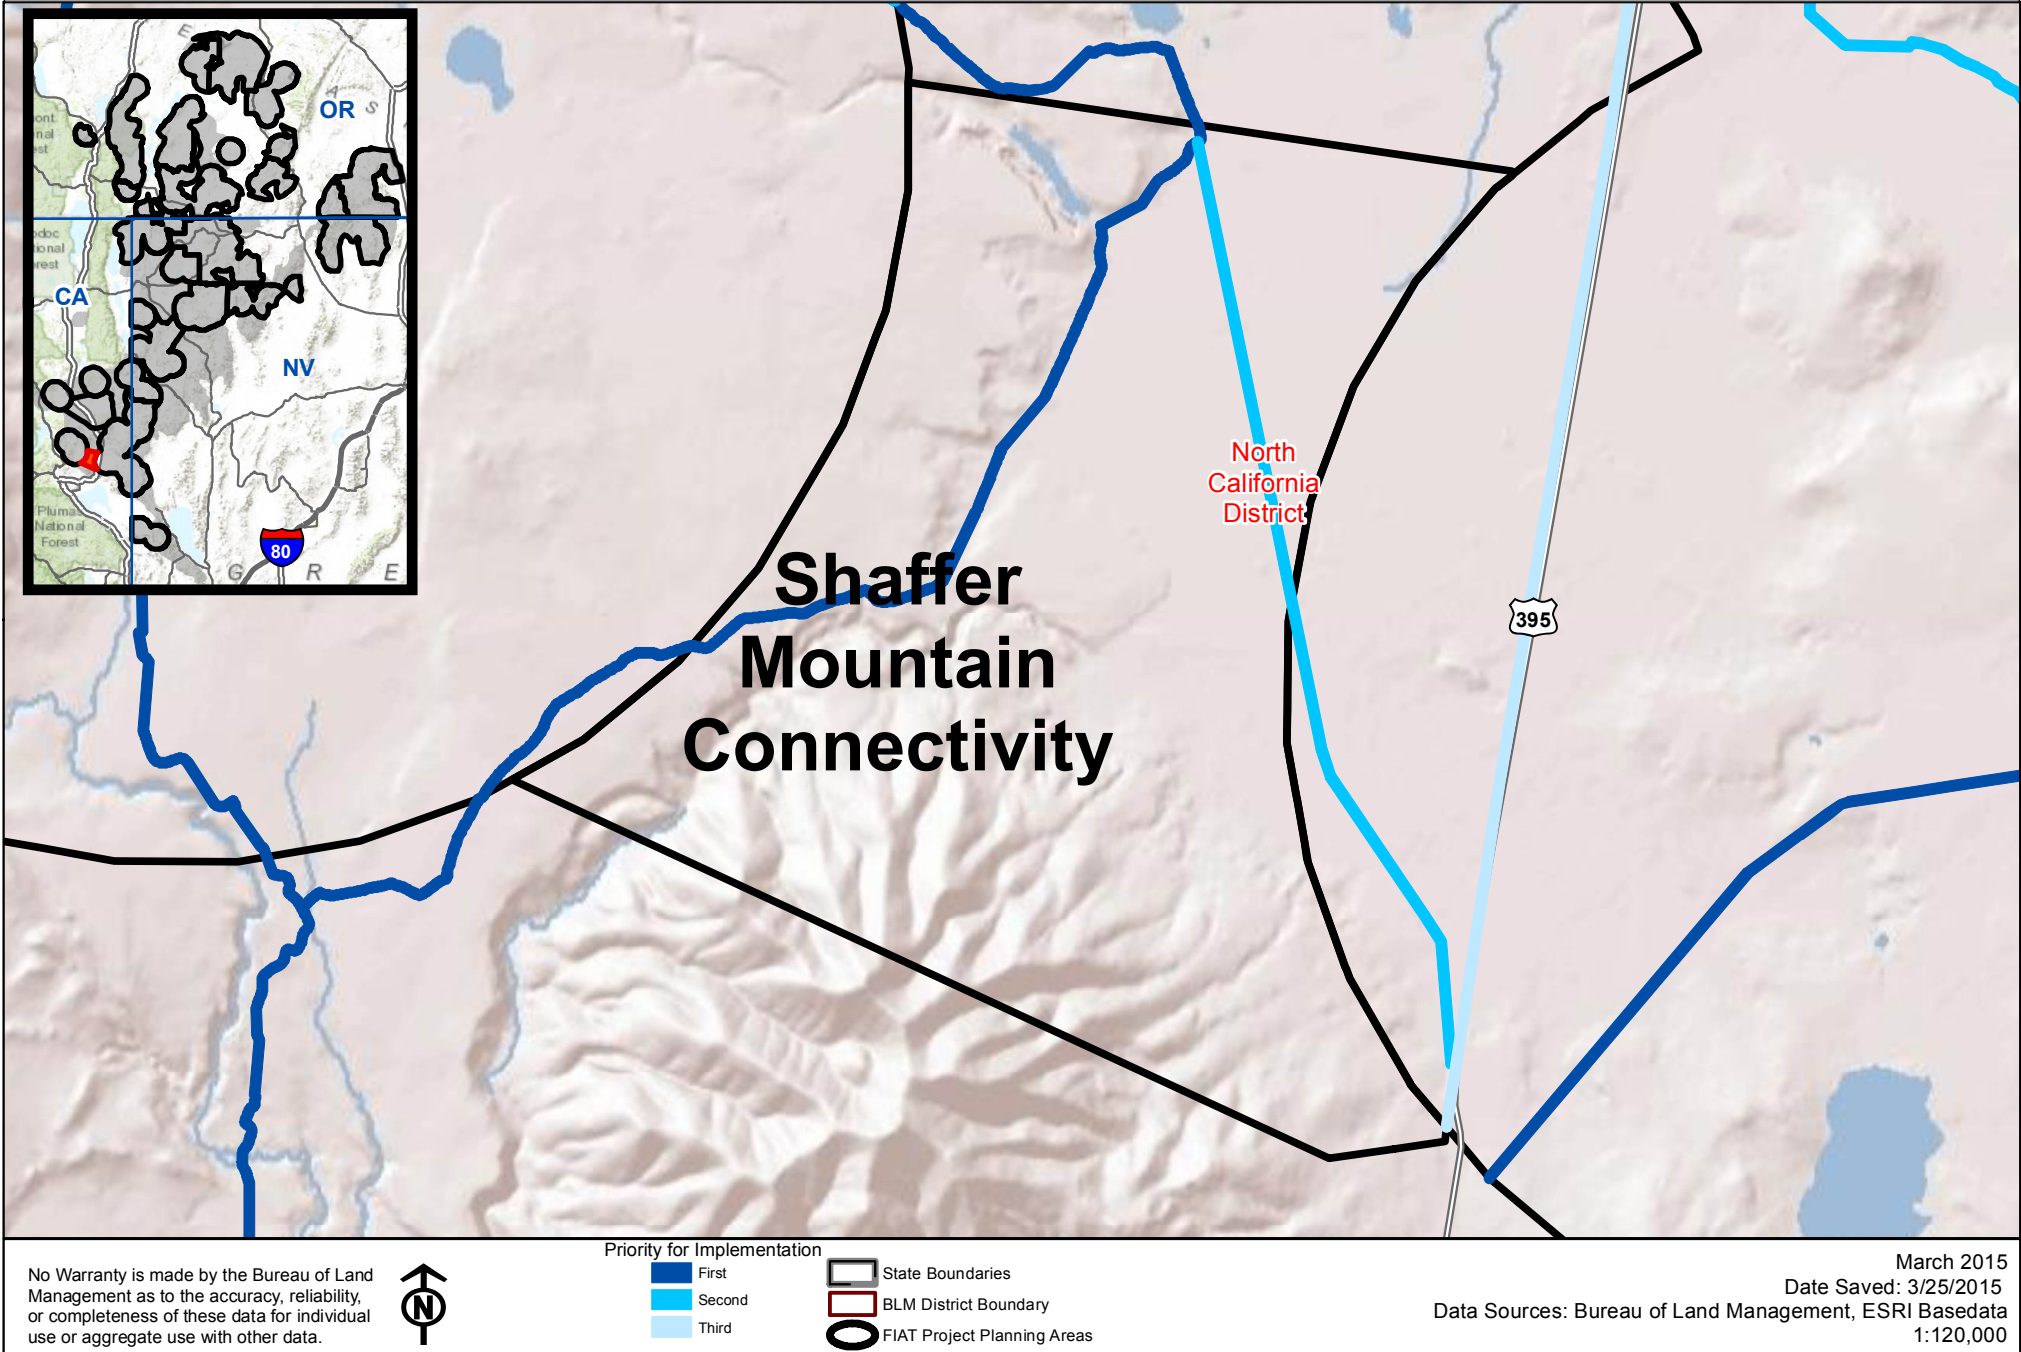 OR
CA
NV
Plumas
National
Forest
80
G R E
North
California
District
395
Shaffer
Mountain
Connectivity
No Warranty is made by the Bureau of Land
Management as to the accuracy, reliability,
or completeness of these data for individual
use or aggregate use with other data.
N
Priority for Implementation
First
Second
Third
State Boundaries
BLM District Boundary
FIAT Project Planning Areas
March 2015
Date Saved: 3/25/2015
Data Sources: Bureau of Land Management, ESRI Basedata
1:120,000